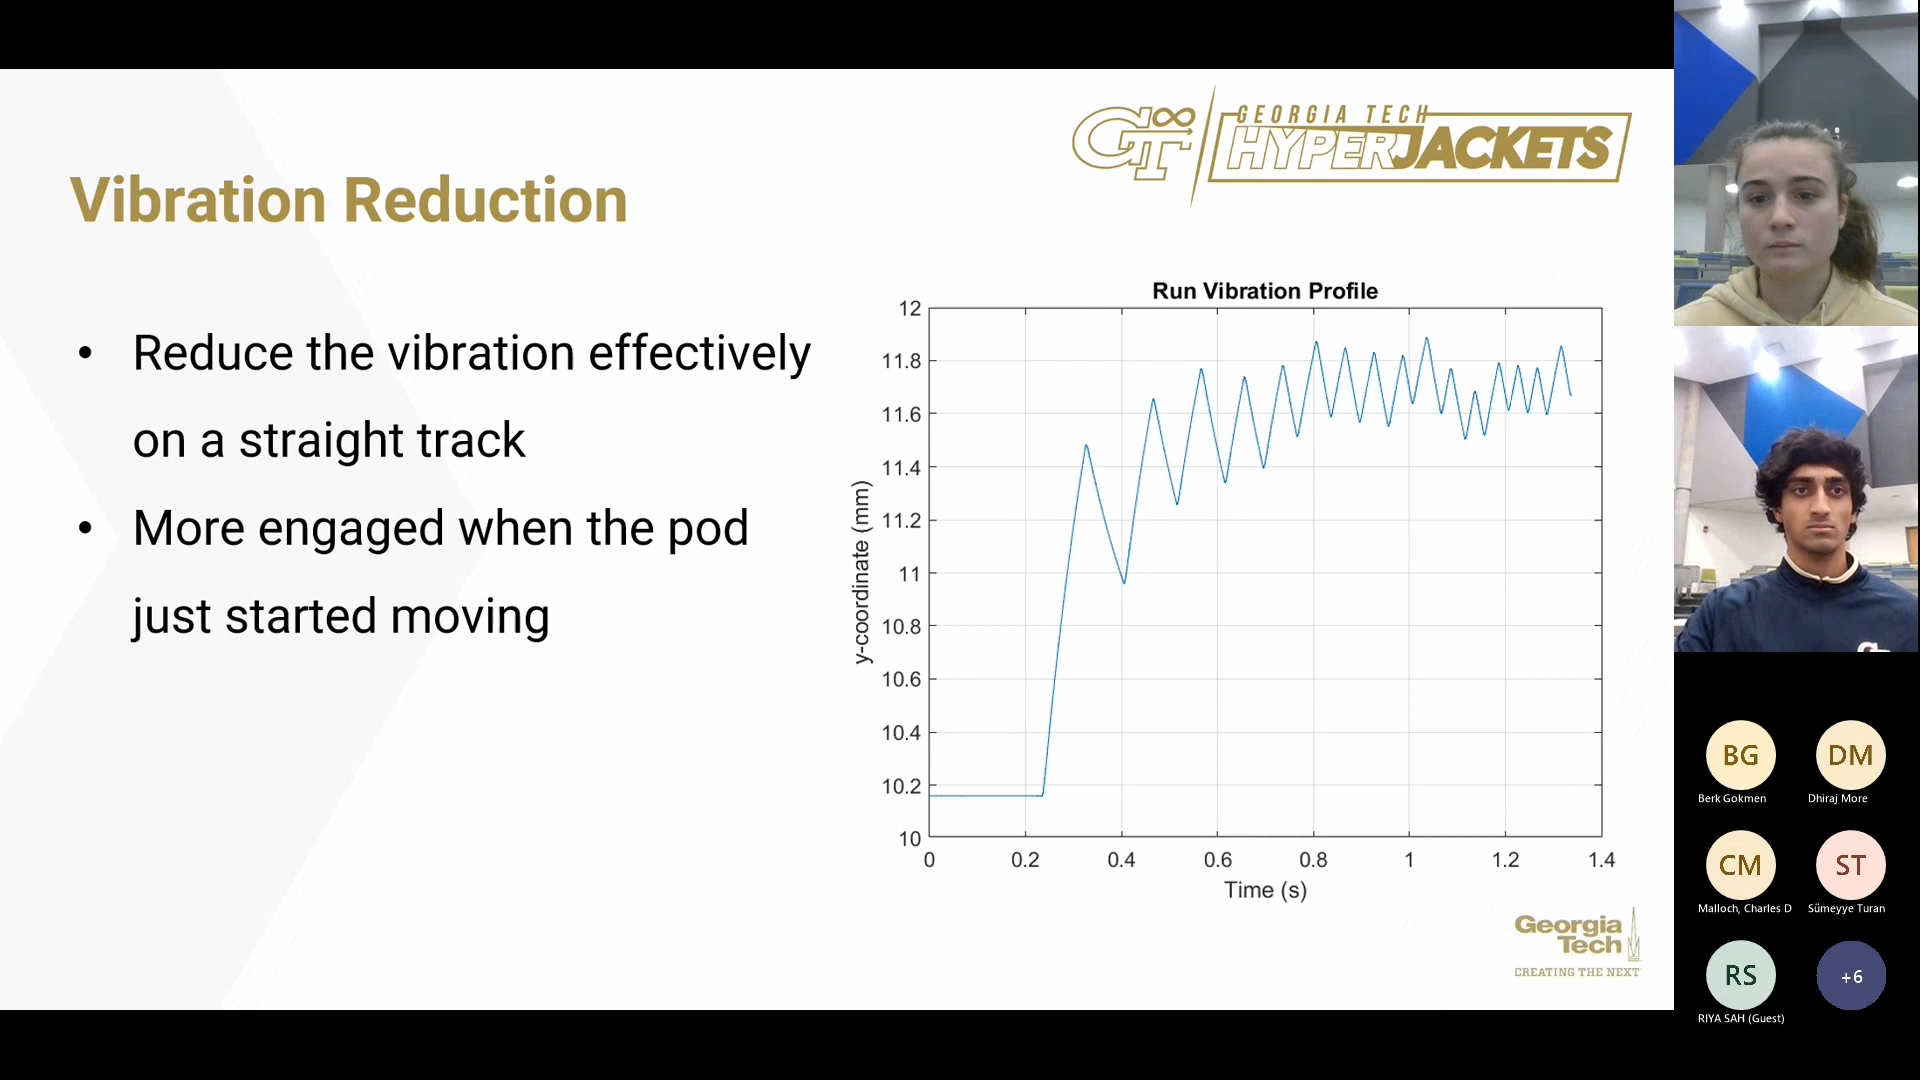 GT
GEORGIA TECH
HYPERJACKETS
Vibration Reduction
• Reduce the vibration effectively
on a straight track
• More engaged when the pod
just started moving
Run Vibration Profile
12
11.8
11.6
11.4
11.2
11
10.8
10.6
10.4
10.2
10
y-coordinate (mm)
0 0.2 0.4 0.6 0.8 1 1.2 1.4
Time (s)
Georgia
Tech
CREATING THE NEXT
BG DM
Berk Gokmen Dhiraj More
CM ST
Malloch, Charles D Sümeyye Turan
RS +6
RIYA SAH (Guest)